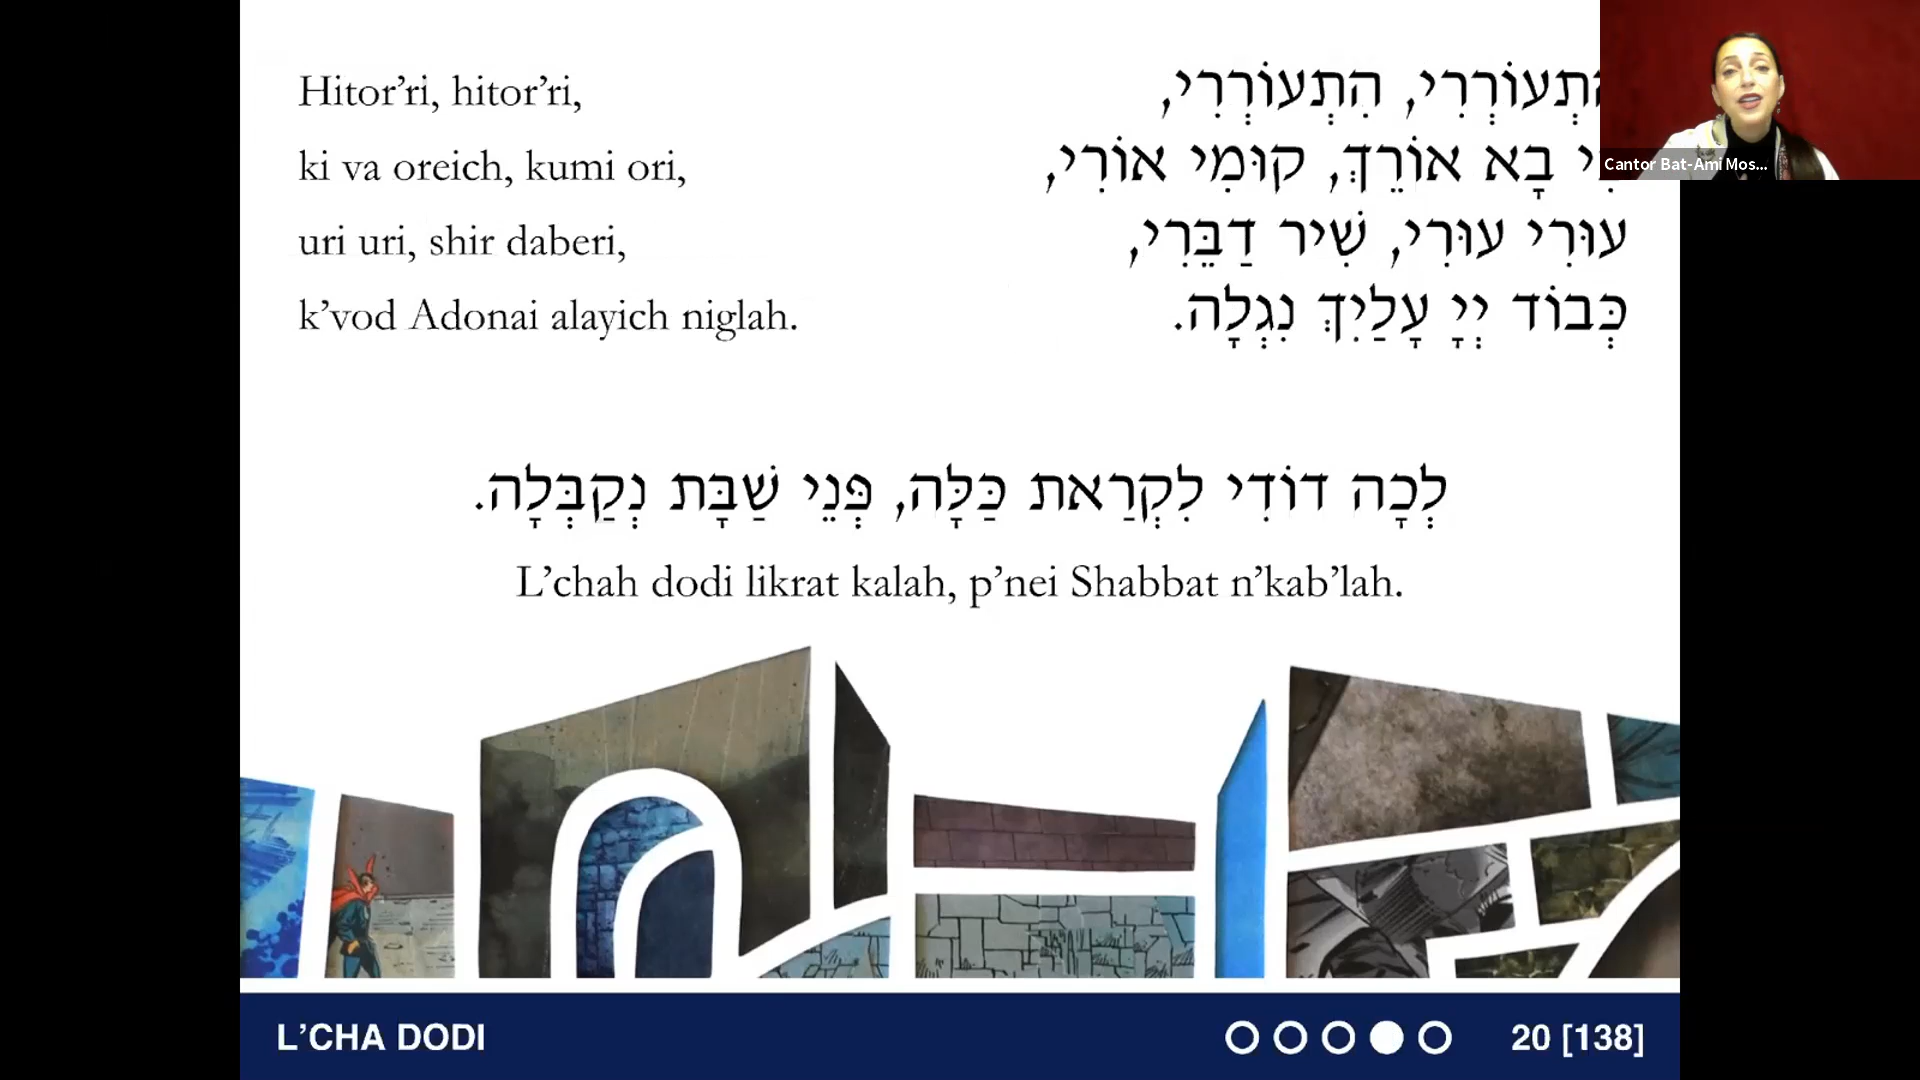 Hitor’ri, hitor’ri,
ki va oreich, kumi ori,
uri uri, shir daberi,
k’vod Adonai alayich niglah.
הִתְעוֹרְרִי,
בָא אוֹרֵךְ, קוּמִי אוֹרִי,
עוּרִי עוּרִי, שִׁיר דַּבֵּרִי,
כְּבוֹד יְיָ עָלַיִךְ נִגְלָה.
לְכָה דוֹדִי לִקְרַאת כַּלָּה, פְּנֵי שַׁבָּת נְקַבְּלָה.
L’chah dodi likrat kalah, p’nei Shabbat n’kab’lah.
L’CHA DODI
20 [138]
Cantor Bat-Ami Mos...